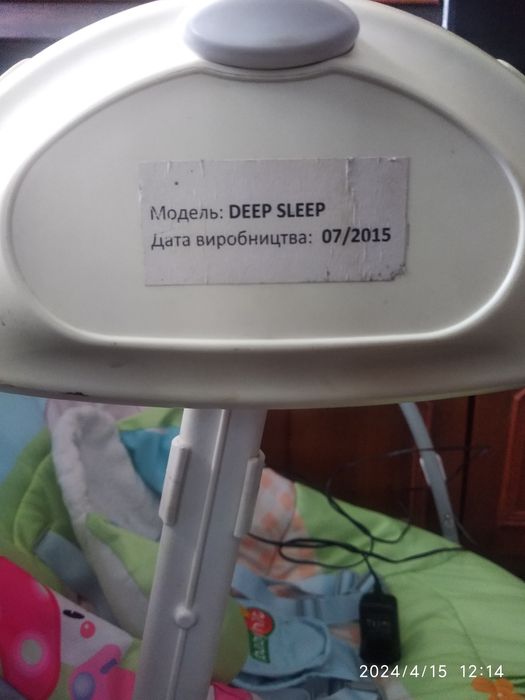 Модель: DEEP SLEEP
Дата виробництва: 07/2015
2024/4/15 12:14